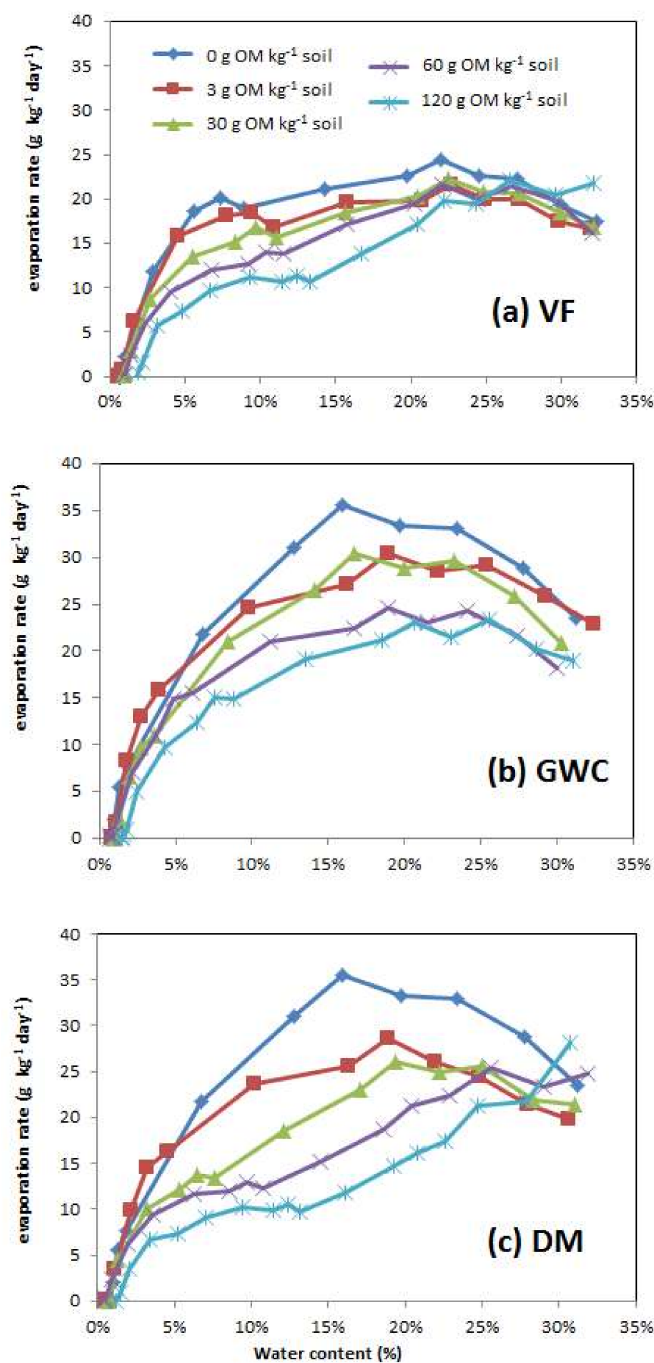 40
35
30
25
20
15
10
5
0
evaporation rate (g kg-1 day-1)
0 g OM kg-1 soil
3 g OM kg-1 soil
30 g OM kg-1 soil
60 g OM kg-1 soil
120 g OM kg-1 soil
(a) VF
0% 5% 10% 15% 20% 25% 30% 35%
40
35
30
25
20
15
10
5
0
evaporation rate (g kg-1 day-1)
(b) GWC
0% 5% 10% 15% 20% 25% 30% 35%
40
35
30
25
20
15
10
5
0
evaporation rate (g kg-1 day-1)
(c) DM
0% 5% 10% 15% 20% 25% 30% 35%
Water content (%)